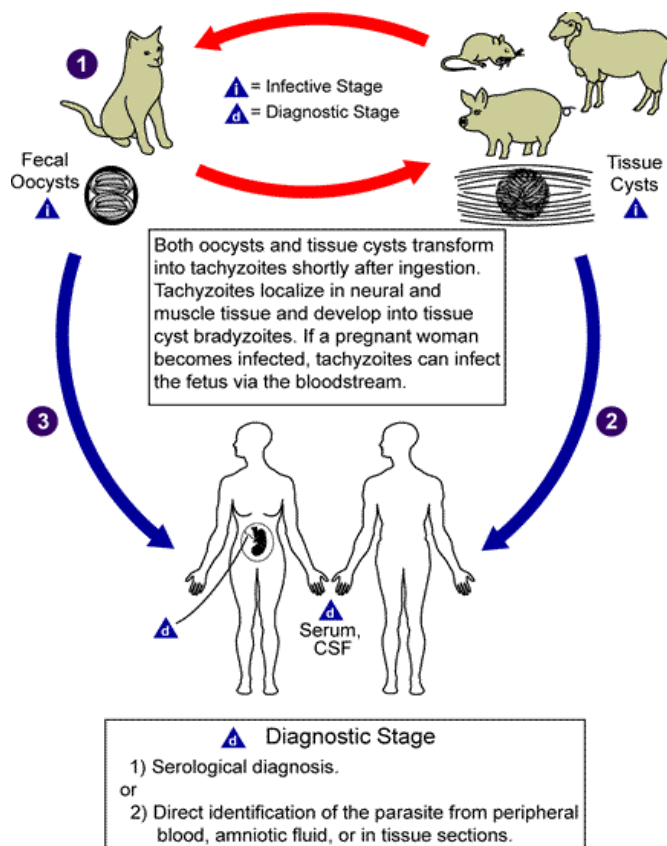 1
i = Infective Stage
d = Diagnostic Stage
Fecal
Oocysts
i
Tissue
Cysts
i
Both oocysts and tissue cysts transform
into tachyzoites shortly after ingestion.
Tachyzoites localize in neural and
muscle tissue and develop into tissue
cyst bradyzoites. If a pregnant woman
becomes infected, tachyzoites can infect
the fetus via the bloodstream.
3
2
d
d
Serum,
CSF
d Diagnostic Stage
1) Serological diagnosis.
or
2) Direct identification of the parasite from peripheral
blood, amniotic fluid, or in tissue sections.